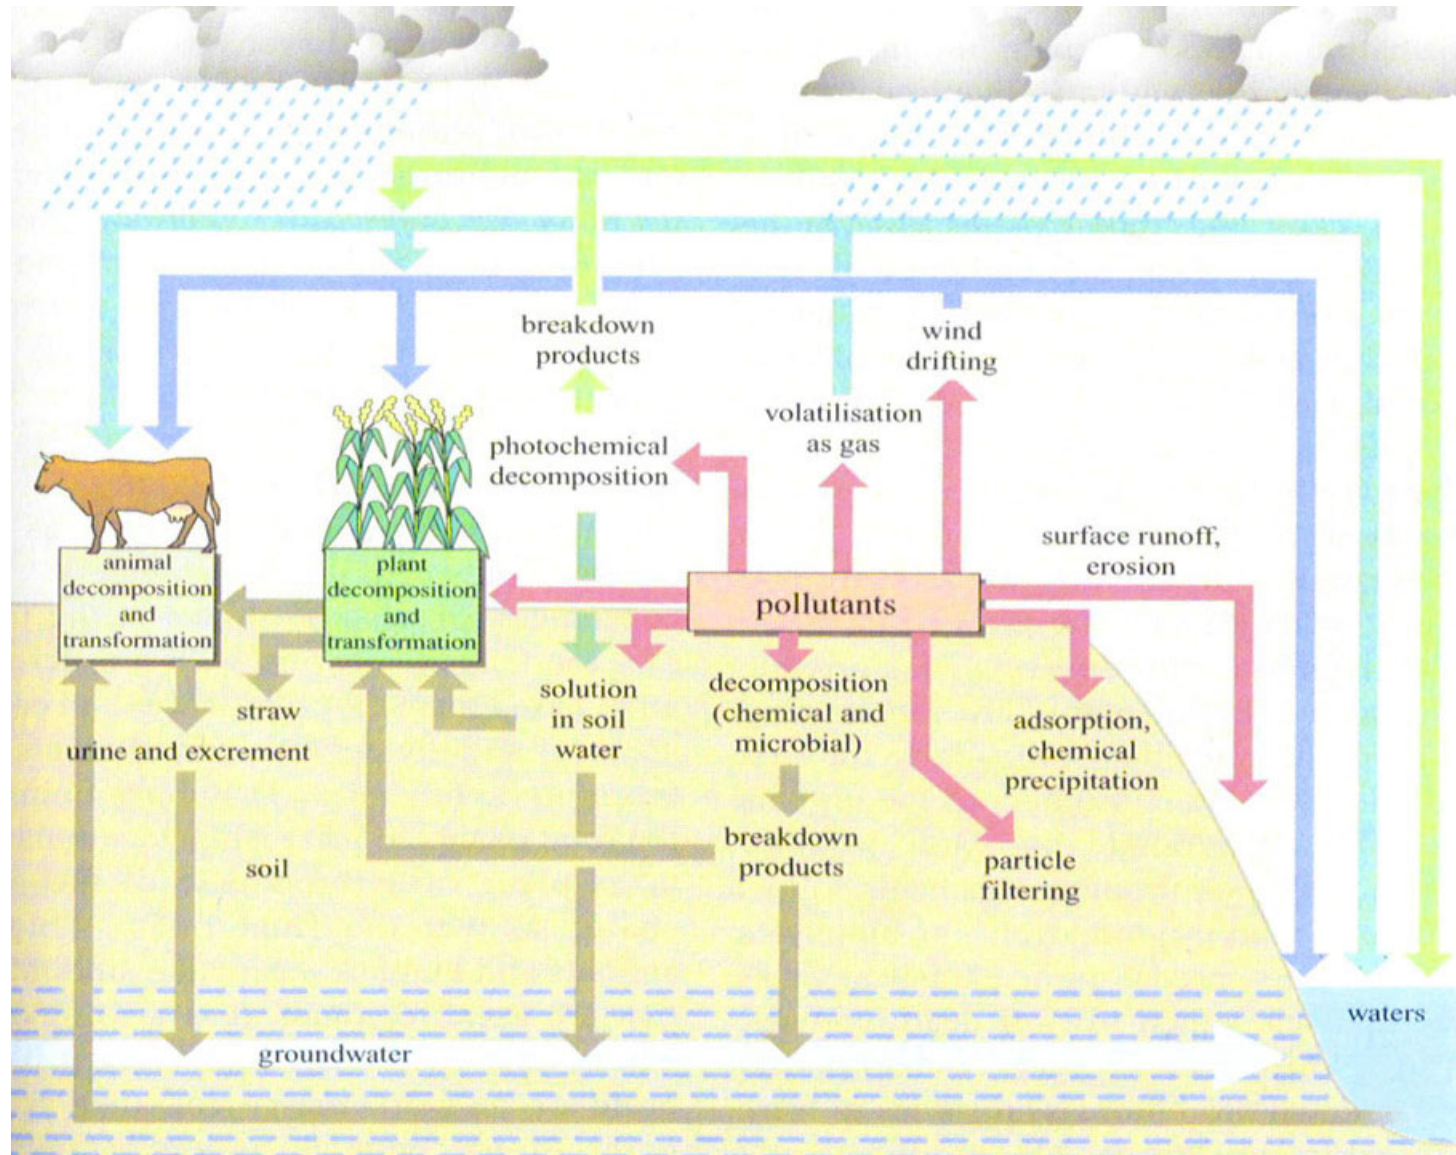 breakdown
products
wind
drifting
volatilisation
as gas
photochemical
decomposition
surface runoff,
erosion
animal
decomposition
and
transformation
plant
decomposition
and
transformation
pollutants
solution
in soil
water
decomposition
(chemical and
microbial)
adsorption,
chemical
precipitation
straw
urine and excrement
breakdown
products
particle
filtering
soil
waters
groundwater